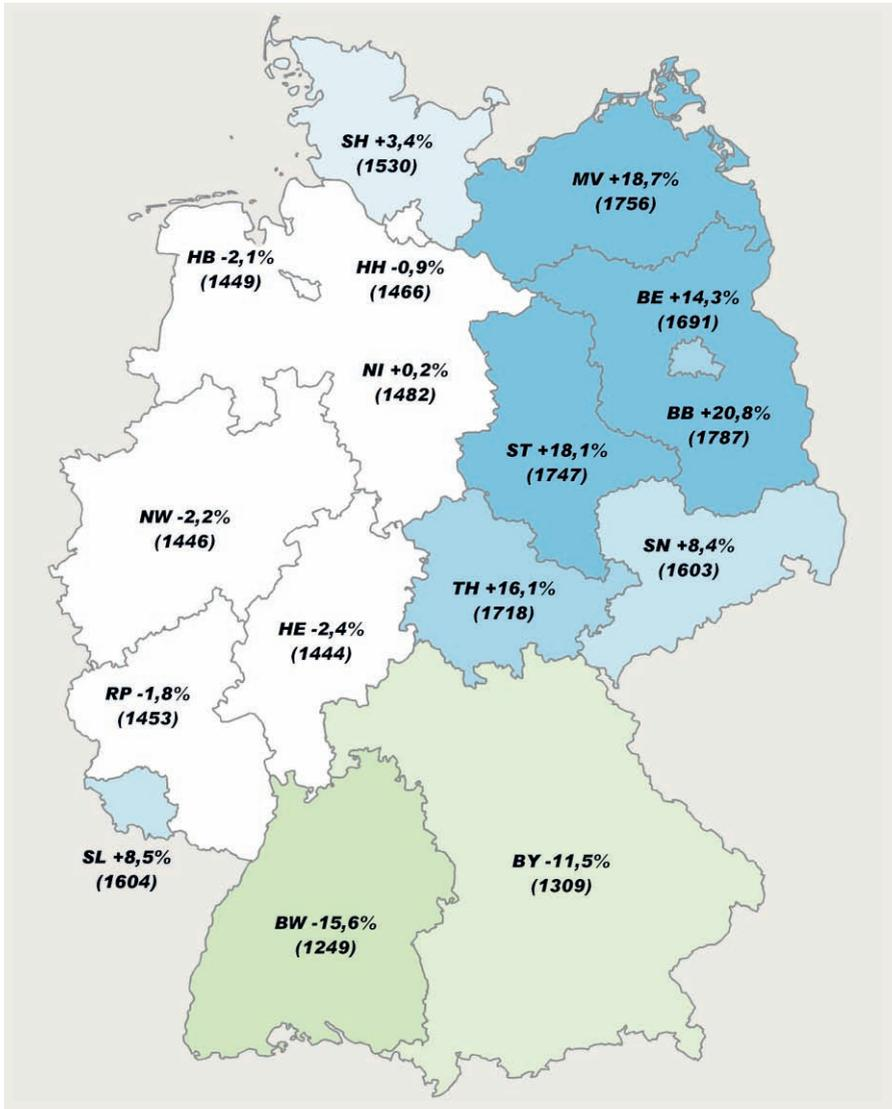 SH +3,4%
(1530)
MV +18,7%
(1756)
HB -2,1%
(1449)
HH -0,9%
(1466)
BE +14,3%
(1691)
NI +0,2%
(1482)
BB +20,8%
(1787)
ST +18,1%
(1747)
NW -2,2%
(1446)
SN +8,4%
(1603)
TH +16,1%
(1718)
HE -2,4%
(1444)
RP -1,8%
(1453)
SL +8,5%
(1604)
BY -11,5%
(1309)
BW -15,6%
(1249)